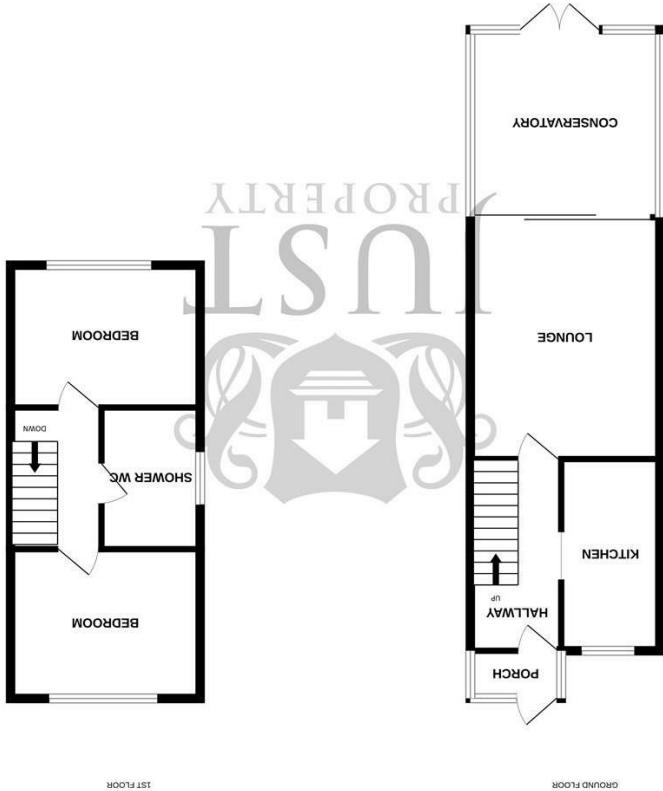 GROUND FLOOR
PORCH
HALLWAY
UP
KITCHEN
LOUNGE
CONSERVATORY
1ST FLOOR
BEDROOM
SHOWER WC
DOWN
BEDROOM
JUST
PROPERTY